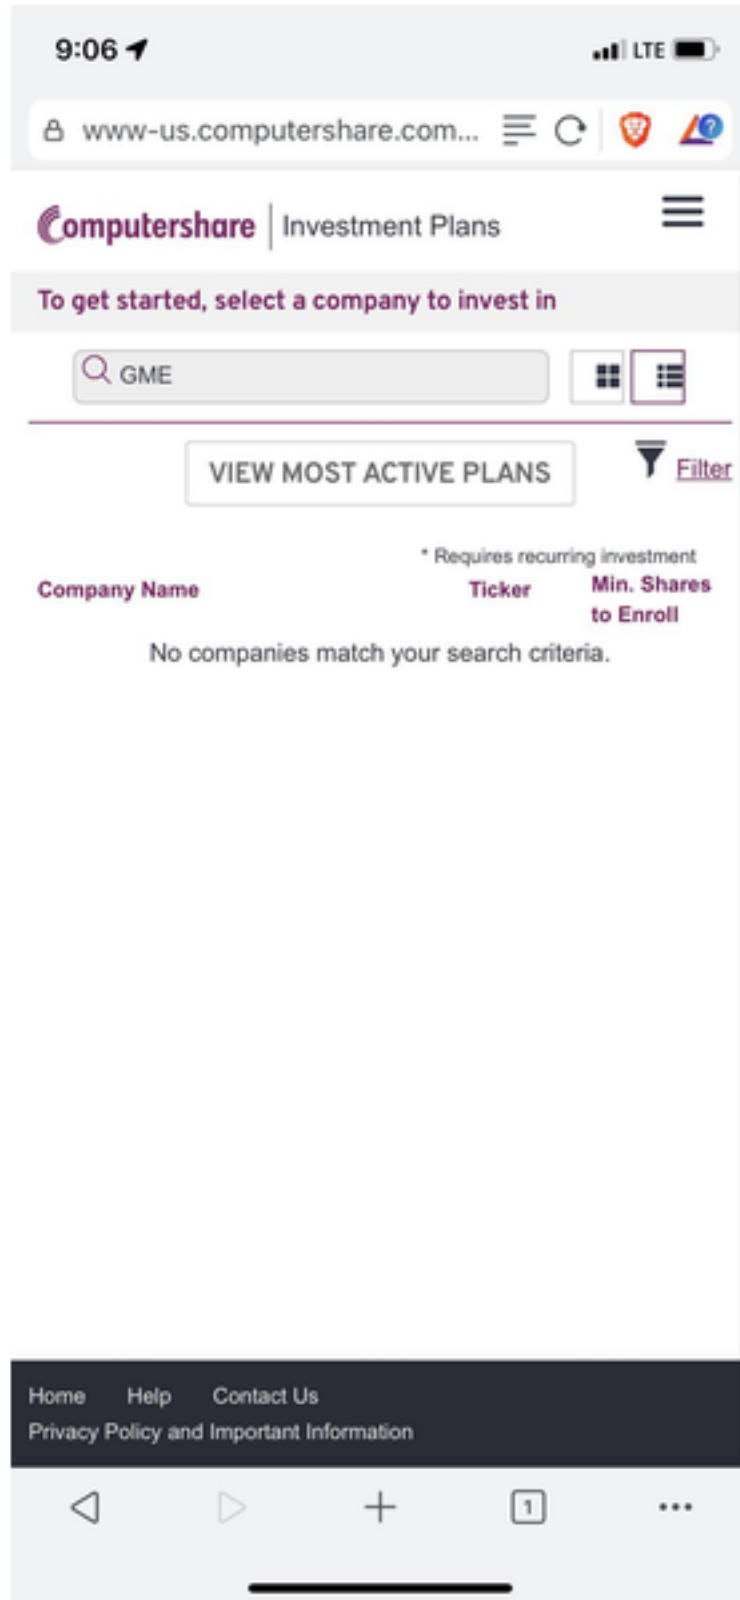 9:06 LTE
www-us.computershare.com...
Computershare | Investment Plans
To get started, select a company to invest in
GME
VIEW MOST ACTIVE PLANS Filter
* Requires recurring investment
Company Name Ticker Min. Shares
to Enroll
No companies match your search criteria.
Home Help Contact Us
Privacy Policy and Important Information
1